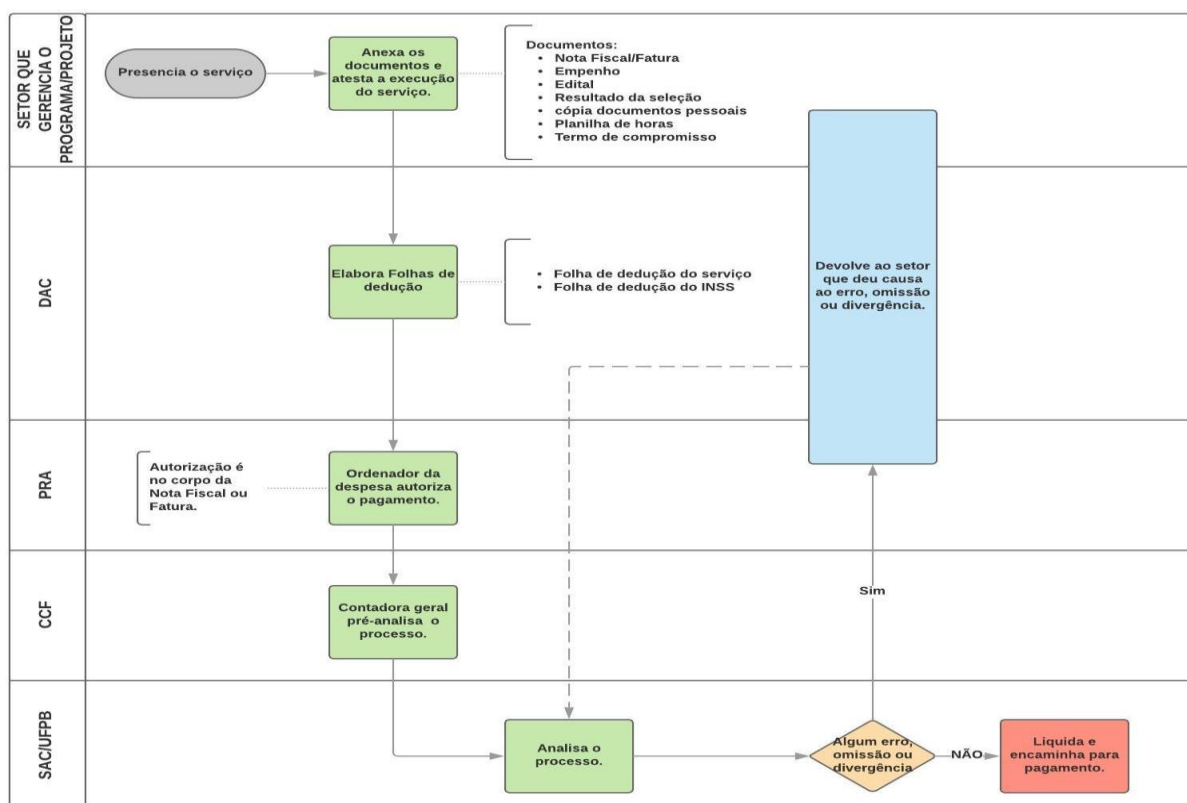 SETOR QUE
GERENCIA O
PROGRAMA/PROJETO
Presencia o serviço
Anexa os
documentos e
atesta a execução
do serviço.
Documentos:
• Nota Fiscal/Fatura
• Empenho
• Edital
• Resultado da seleção
• cópia documentos pessoais
• Planilha de horas
• Termo de compromisso
DAC
Elabora Folhas de
dedução
• Folha de dedução do serviço
• Folha de dedução do INSS
Devolve ao setor
que deu causa
ao erro, omissão
ou divergência.
PRA
Autorização é
no corpo da
Nota Fiscal ou
Fatura.
Ordenador da
despesa autoriza
o pagamento.
CCF
Contadora geral
pré-analisa o
processo.
Sim
SAC/UFPB
Analisa o
processo.
Algum erro,
omissão ou
divergência
NÃO
Liquida e
encaminha para
pagamento.